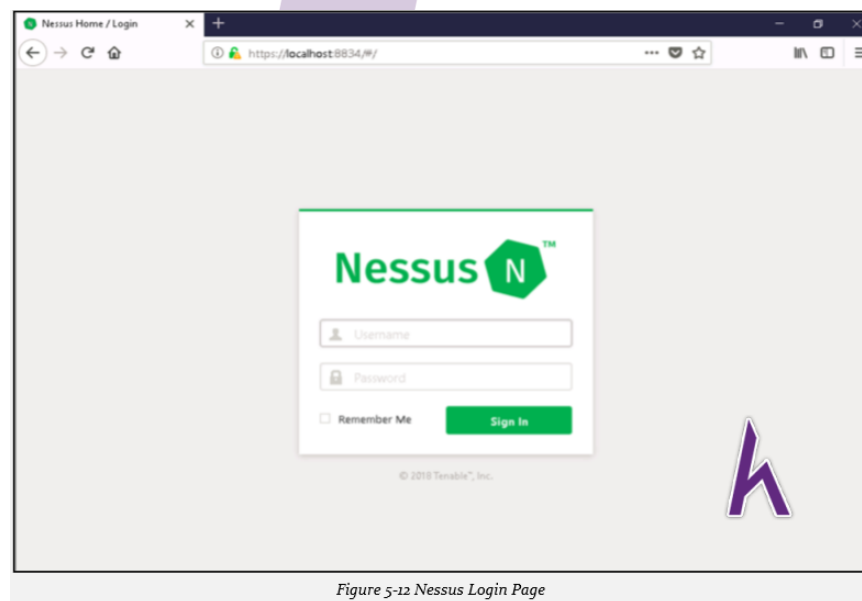 Nessus Home / Login
https://localhost:8834/#/
Nessus N ™
Username
Password
Remember Me
Sign In
© 2018 Tenable™, Inc.
h
Figure 5-12 Nessus Login Page